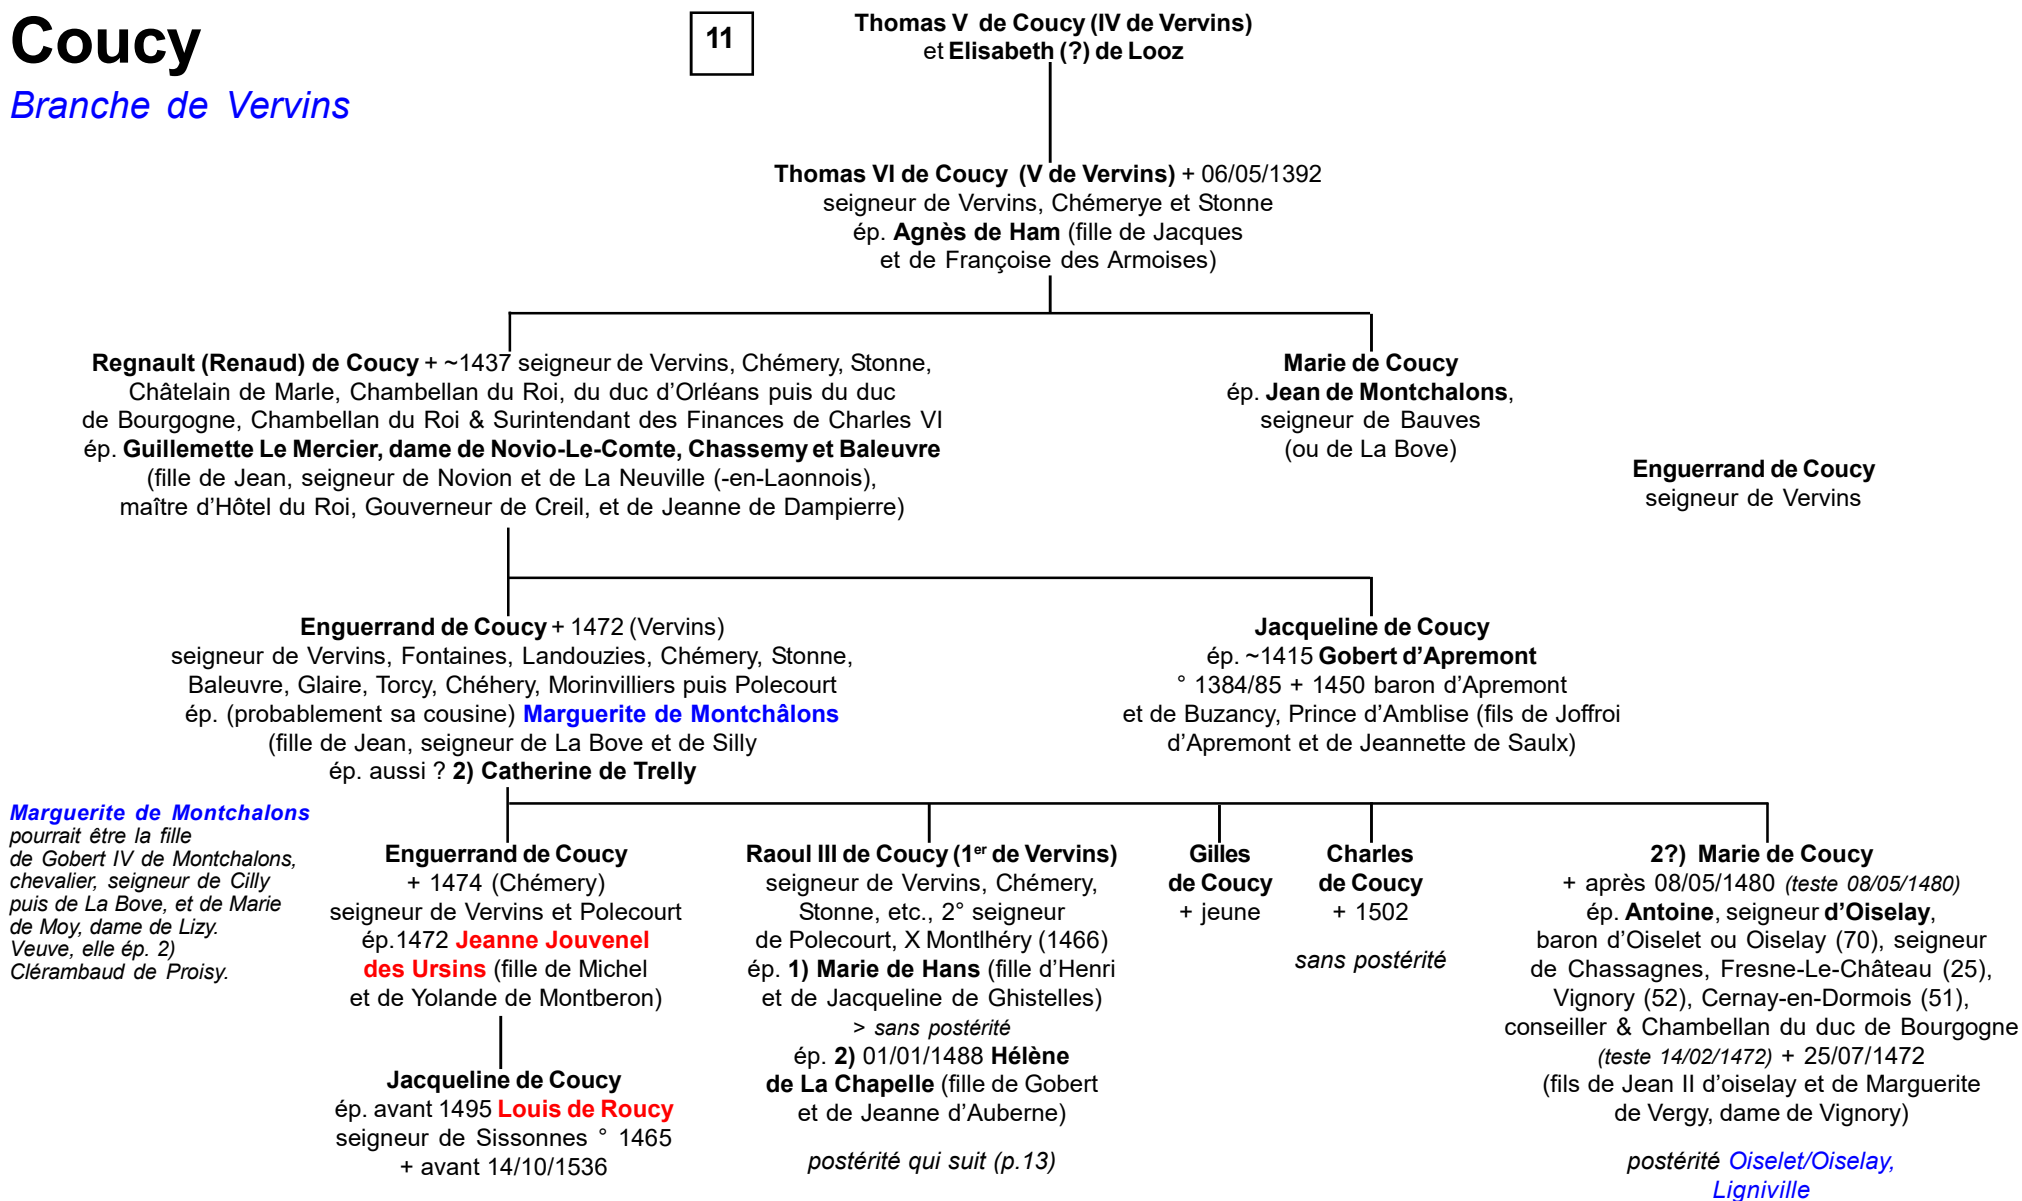 Coucy
Branche de Vervins
11
Thomas V de Coucy (IV de Vervins)
et Elisabeth (?) de Looz
Thomas VI de Coucy (V de Vervins) + 06/05/1392
seigneur de Vervins, Chémerye et Stonne
ép. Agnès de Ham (fille de Jacques
et de Françoise des Armoises)
Regnault (Renaud) de Coucy + ~1437 seigneur de Vervins, Chémery, Stonne,
Châtelain de Marle, Chambellan du Roi, du duc d’Orléans puis du duc
de Bourgogne, Chambellan du Roi & Surintendant des Finances de Charles VI
ép. Guillemette Le Mercier, dame de Novio-Le-Comte, Chassemy et Baleuvre
(fille de Jean, seigneur de Novion et de La Neuville (-en-Laonnois),
maître d’Hôtel du Roi, Gouverneur de Creil, et de Jeanne de Dampierre)
Marie de Coucy
ép. Jean de Montchalons,
seigneur de Bauves
(ou de La Bove)
Enguerrand de Coucy
seigneur de Vervins
Enguerrand de Coucy + 1472 (Vervins)
seigneur de Vervins, Fontaines, Landouzies, Chémery, Stonne,
Baleuvre, Glaire, Torcy, Chéhery, Morinvilliers puis Polecourt
ép. (probablement sa cousine) Marguerite de Montchâlons
(fille de Jean, seigneur de La Bove et de Silly
ép. aussi ? 2) Catherine de Trelly
Jacqueline de Coucy
ép. ~1415 Gobert d’Apremont
° 1384/85 + 1450 baron d’Apremont
et de Buzancy, Prince d’Amblise (fils de Joffroi
d’Apremont et de Jeannette de Saulx)
Marguerite de Montchalons
pourrait être la fille
de Gobert IV de Montchalons,
chevalier, seigneur de Cilly
puis de La Bove, et de Marie
de Moy, dame de Lizy.
Veuve, elle ép. 2)
Clérambaud de Proisy.
Enguerrand de Coucy
+ 1474 (Chémery)
seigneur de Vervins et Polecourt
ép.1472 Jeanne Jouvenel
des Ursins (fille de Michel
et de Yolande de Montberon)
Jacqueline de Coucy
ép. avant 1495 Louis de Roucy
seigneur de Sissonnes ° 1465
+ avant 14/10/1536
Raoul III de Coucy (1er de Vervins)
seigneur de Vervins, Chémery,
Stonne, etc., 2° seigneur
de Polecourt, X Montlhéry (1466)
ép. 1) Marie de Hans (fille d’Henri
et de Jacqueline de Ghistelles)
> sans postérité
ép. 2) 01/01/1488 Hélène
de La Chapelle (fille de Gobert
et de Jeanne d’Auberne)
postérité qui suit (p.13)
Gilles
de Coucy
+ jeune
Charles
de Coucy
+ 1502
sans postérité
2?) Marie de Coucy
+ après 08/05/1480 (teste 08/05/1480)
ép. Antoine, seigneur d’Oiselay,
baron d’Oiselet ou Oiselay (70), seigneur
de Chassagnes, Fresne-Le-Château (25),
Vignory (52), Cernay-en-Dormois (51),
conseiller & Chambellan du duc de Bourgogne
(teste 14/02/1472) + 25/07/1472
(fils de Jean II d’oiselay et de Marguerite
de Vergy, dame de Vignory)
postérité Oiselet/Oiselay,
Ligniville